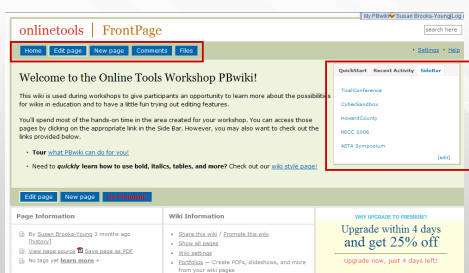 My PBwiki Susan Brooks-Young Log
onlinetools FrontPage
search here
Home Edit page New page Comments Files
Settings Help
Welcome to the Online Tools Workshop PBwiki!
This wiki is used during workshops to give participants an opportunity to learn more about the possibilities
for wikis in education and to have a little fun trying out editing features.
You'll spend most of the hands-on time in the area created for your workshop. You can access those
pages by clicking on the appropriate link in the Side Bar. However, you may also want to check out the
links provided below.
Tour what PBwiki can do for you!
Need to quickly learn how to use bold, italics, tables, and more? Check out our wiki style page!
QuickStart Recent Activity SideBar
TicalConference
CyberSandbox
HowardCounty
NECC 2006
AETA Symposium
[edit]
Edit page New page
Page Information
By Susan Brooks-Young 3 months ago
[history]
View page source Save page as PDF
No tags yet learn more +
Wiki Information
Share this wiki / Promote this wiki
Show all pages
Wiki settings
Portfolios — Create PDFs, slideshows, and more
from your wiki pages
WHY UPGRADE TO PREMIUM?
Upgrade within 4 days
and get 25% off
Upgrade now, just 4 days left!